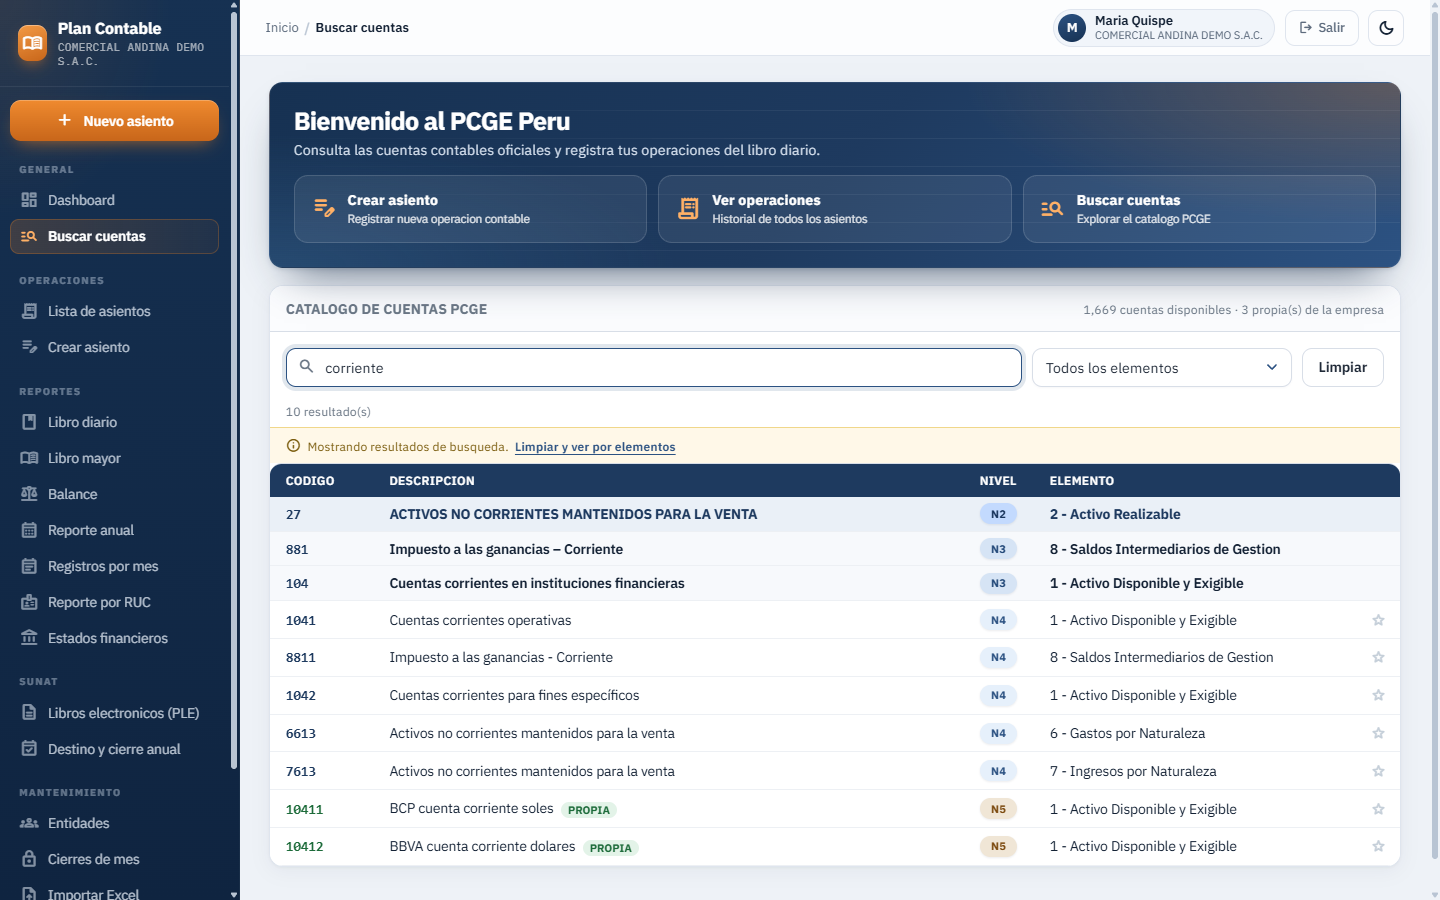 Plan Contable
COMERCIAL ANDINA DEMO
S.A.C.
Nuevo asiento
GENERAL
Dashboard
Buscar cuentas
OPERACIONES
Lista de asientos
Crear asiento
REPORTES
Libro diario
Libro mayor
Balance
Reporte anual
Registros por mes
Reporte por RUC
Estados financieros
SUNAT
Libros electronicos (PLE)
Destino y cierre anual
MANTENIMIENTO
Entidades
Cierres de mes
Importar Excel
Inicio / Buscar cuentas
M
Maria Quispe
COMERCIAL ANDINA DEMO S.A.C.
Salir
Bienvenido al PCGE Peru
Consulta las cuentas contables oficiales y registra tus operaciones del libro diario.
Crear asiento
Registrar nueva operacion contable
Ver operaciones
Historial de todos los asientos
Buscar cuentas
Explorar el catalogo PCGE
CATALOGO DE CUENTAS PCGE
1,669 cuentas disponibles · 3 propia(s) de la empresa
corriente
Todos los elementos
Limpiar
10 resultado(s)
Mostrando resultados de busqueda. Limpiar y ver por elementos
CODIGO DESCRIPCION NIVEL ELEMENTO
27 ACTIVOS NO CORRIENTES MANTENIDOS PARA LA VENTA N2 2 - Activo Realizable
881 Impuesto a las ganancias – Corriente N3 8 - Saldos Intermediarios de Gestion
104 Cuentas corrientes en instituciones financieras N3 1 - Activo Disponible y Exigible
1041 Cuentas corrientes operativas N4 1 - Activo Disponible y Exigible
8811 Impuesto a las ganancias - Corriente N4 8 - Saldos Intermediarios de Gestion
1042 Cuentas corrientes para fines específicos N4 1 - Activo Disponible y Exigible
6613 Activos no corrientes mantenidos para la venta N4 6 - Gastos por Naturaleza
7613 Activos no corrientes mantenidos para la venta N4 7 - Ingresos por Naturaleza
10411 BCP cuenta corriente soles PROPIA N5 1 - Activo Disponible y Exigible
10412 BBVA cuenta corriente dolares PROPIA N5 1 - Activo Disponible y Exigible